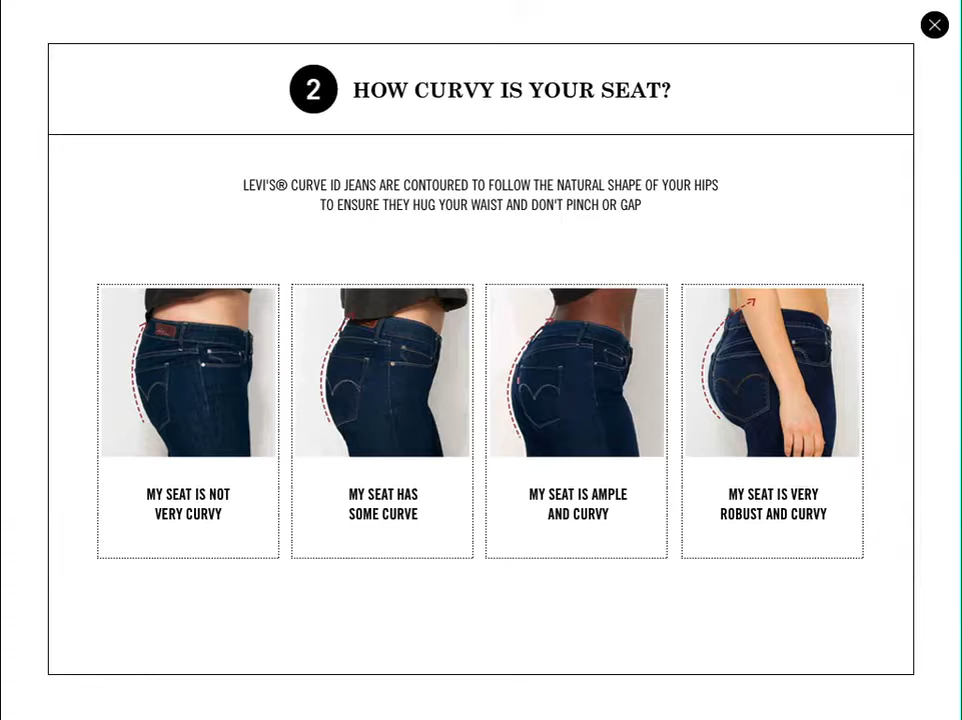 2 HOW CURVY IS YOUR SEAT?
LEVI'S® CURVE ID JEANS ARE CONTOURED TO FOLLOW THE NATURAL SHAPE OF YOUR HIPS
TO ENSURE THEY HUG YOUR WAIST AND DON'T PINCH OR GAP
MY SEAT IS NOT
VERY CURVY
MY SEAT HAS
SOME CURVE
MY SEAT IS AMPLE
AND CURVY
MY SEAT IS VERY
ROBUST AND CURVY